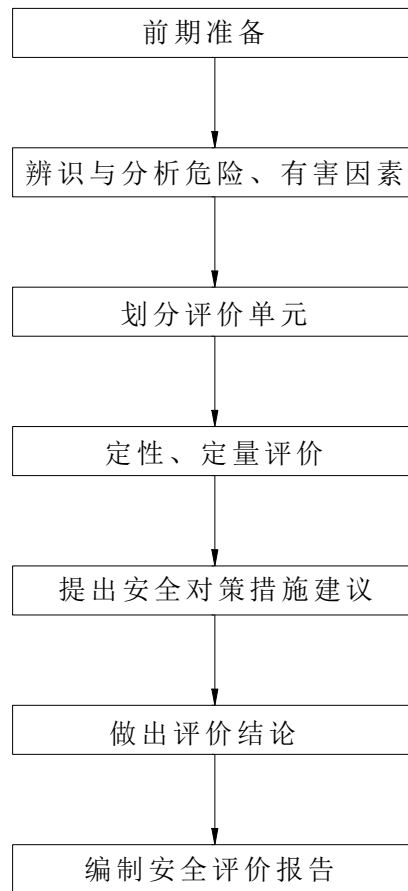 前期准备
辨识与分析危险、有害因素
划分评价单元
定性、定量评价
提出安全对策措施建议
做出评价结论
编制安全评价报告